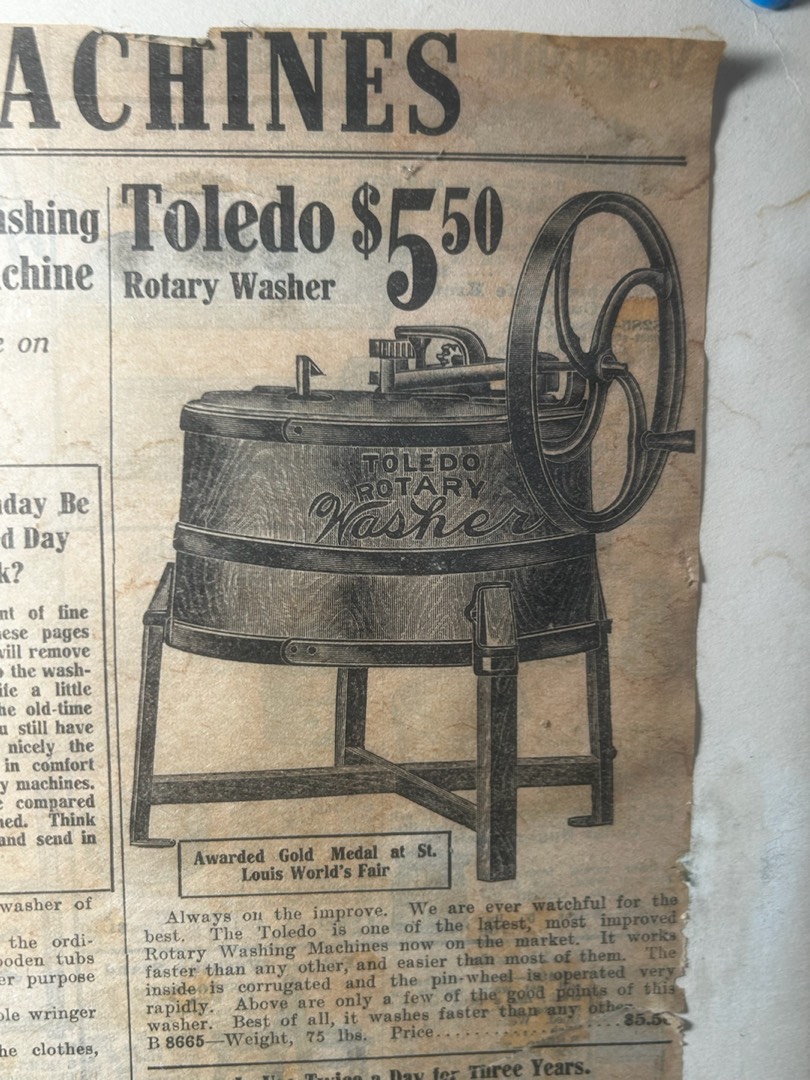 ACHINES
ashing
chine
e on
day Be
d Day
k?
nt of fine
ese pages
will remove
the wash-
ife a little
he old-time
u still have
nicely the
in comfort
y machines.
compared
ned. Think
and send in
washer of
the ordi-
ooden tubs
er purpose
ble wringer
he clothes,
Toledo $5 50
Rotary Washer
TOLEDO
ROTARY
Washer
Awarded Gold Medal at St.
Louis World's Fair
Always on the improve. We are ever watchful for the
best. The Toledo is one of the latest, most improved
Rotary Washing Machines now on the market. It works
faster than any other, and easier than most of them. The
inside is corrugated and the pin-wheel is operated very
rapidly. Above are only a few of the good points of this
washer. Best of all, it washes faster than any other
B 8665—Weight, 75 lbs. Price
Twice a Day for Three Years.